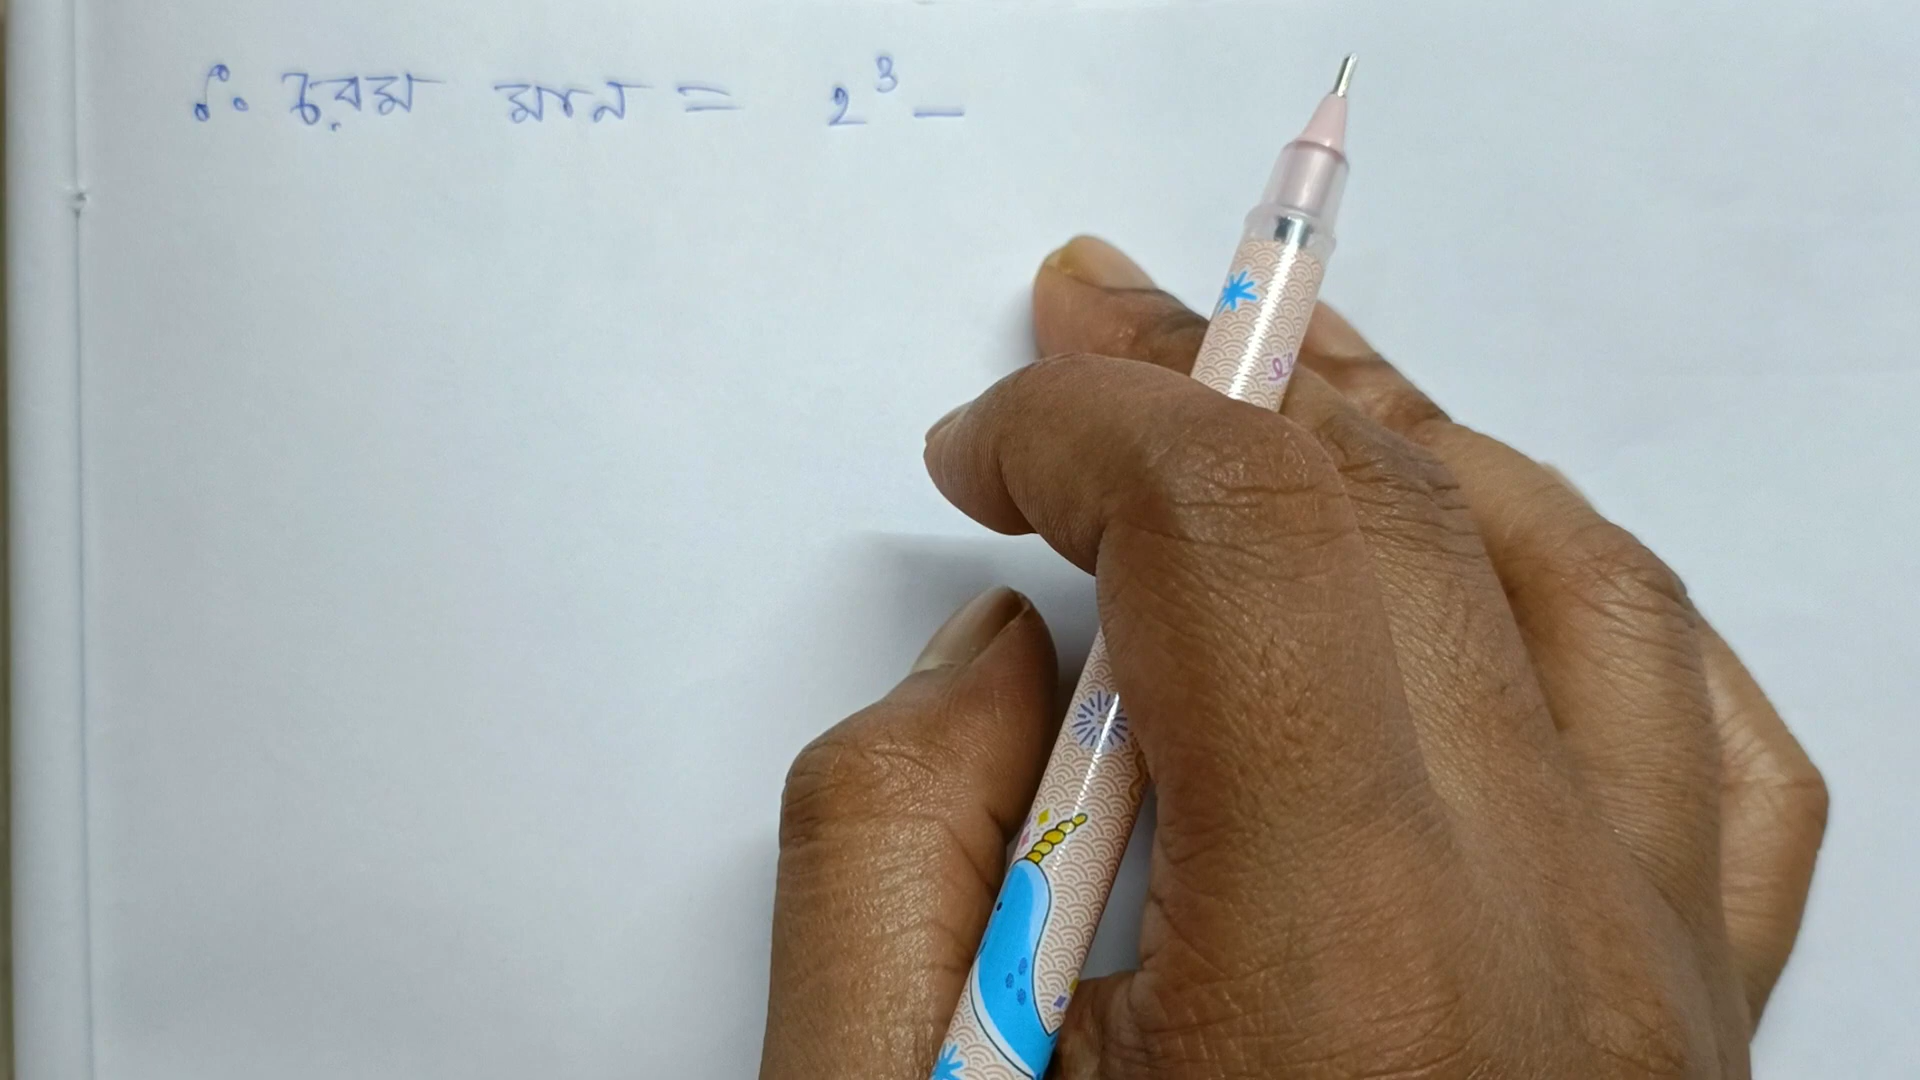 ∴ চরম মান = 2³ −